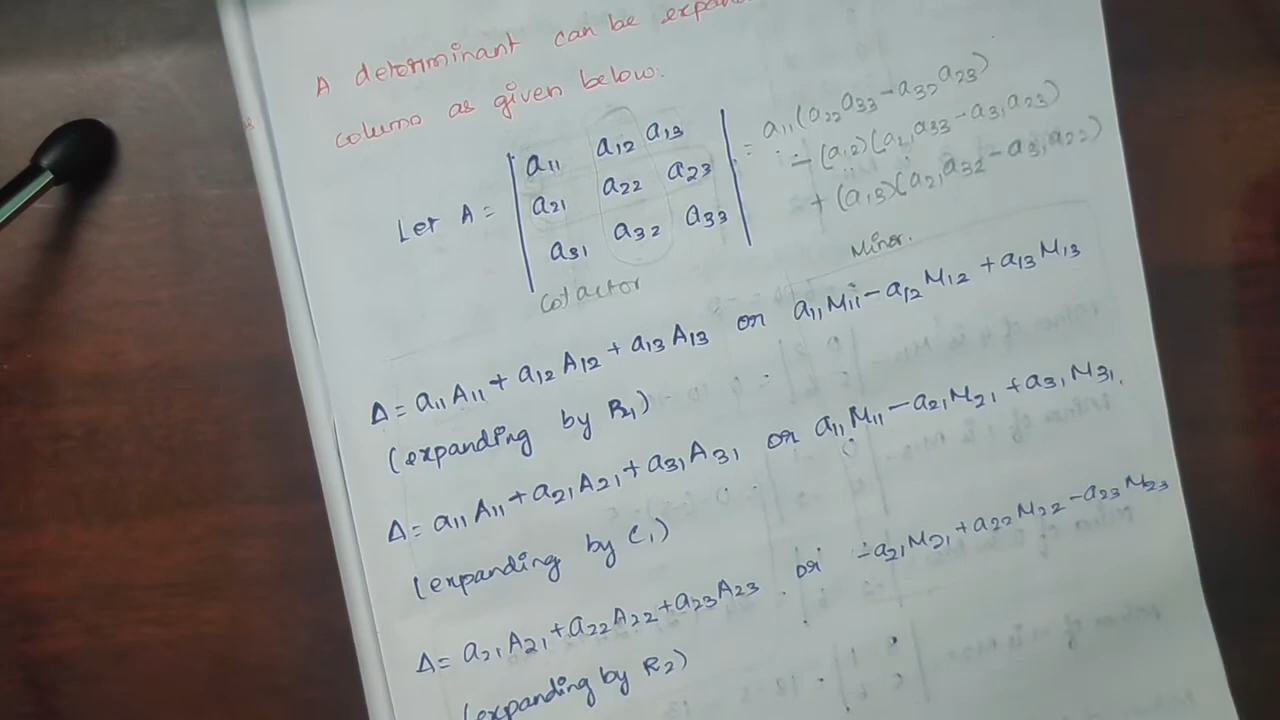 A determinant can be
column as given below.
Let A = | a11 a12 a13 | = a11(a22a33 - a32a23)
| a21 a22 a23 | - (a12)(a21a33 - a31a23)
| a31 a32 a33 | + (a13)(a21a32 - a31a22)
Cofactor
Minor.
Δ = a11A11 + a12A12 + a13A13 or a11M11 - a12M12 + a13M13
(expanding by R1)
Δ = a11A11 + a21A21 + a31A31 or a11M11 - a21M21 + a31M31.
(expanding by C1)
Δ = a21A21 + a22A22 + a23A23 . or -a21M21 + a22M22 - a23M23
(expanding by R2)